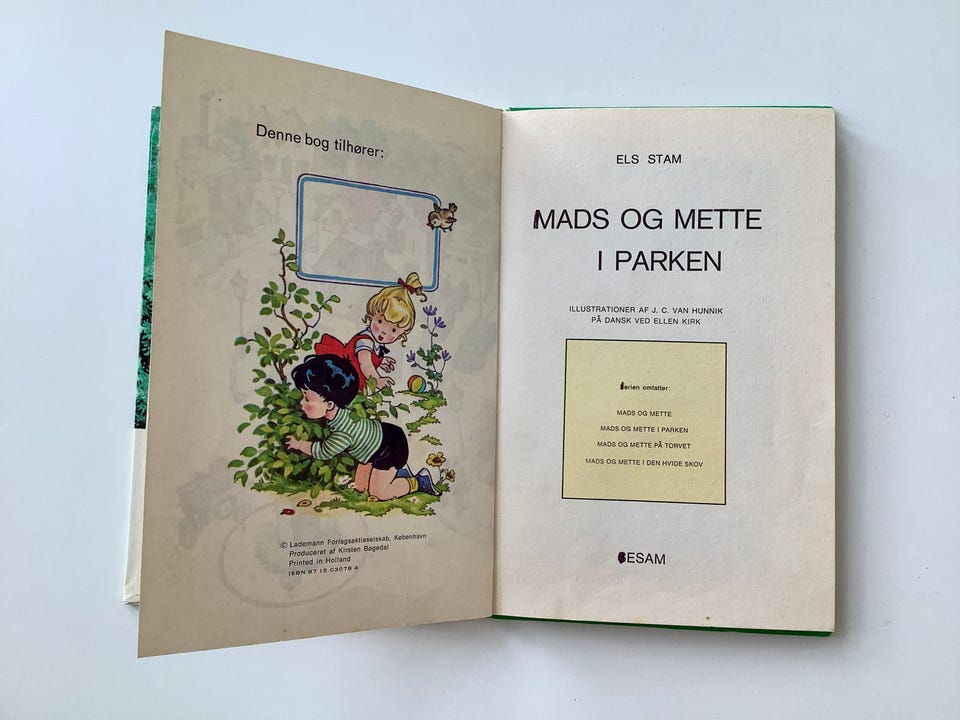 Denne bog tilhører:
© Lademann Forlagsaktieselskab, København
Produceret af Kirsten Bøgedal
Printed in Holland
ISBN 87 15 03078 4
ELS STAM
MADS OG METTE
I PARKEN
ILLUSTRATIONER AF J. C. VAN HUNNIK
PÅ DANSK VED ELLEN KIRK
Serien omfatter:
MADS OG METTE
MADS OG METTE I PARKEN
MADS OG METTE PÅ TORVET
MADS OG METTE I DEN HVIDE SKOV
SESAM